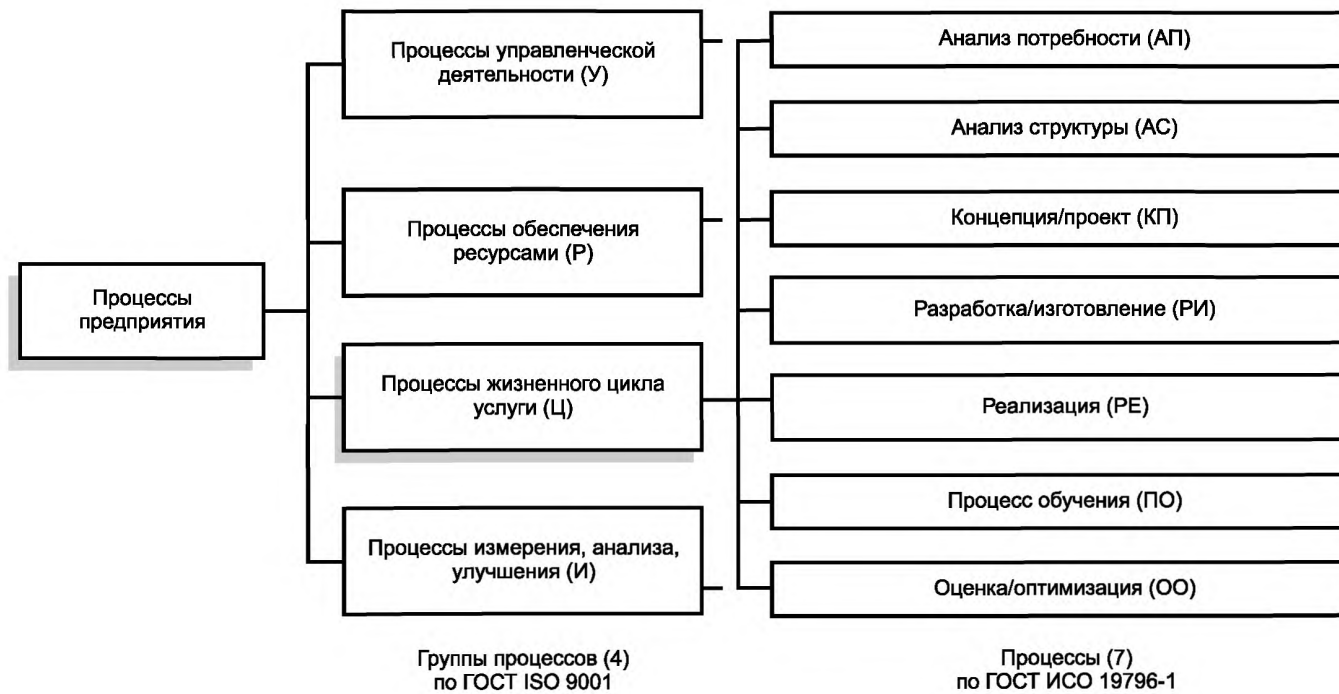 Процессы
предприятия
Процессы управленческой
деятельности (У)
Процессы обеспечения
ресурсами (Р)
Процессы жизненного цикла
услуги (Ц)
Процессы измерения, анализа,
улучшения (И)
Группы процессов (4)
по ГОСТ ISO 9001
Анализ потребности (АП)
Анализ структуры (АС)
Концепция/проект (КП)
Разработка/изготовление (РИ)
Реализация (РЕ)
Процесс обучения (ПО)
Оценка/оптимизация (ОО)
Процессы (7)
по ГОСТ ИСО 19796-1